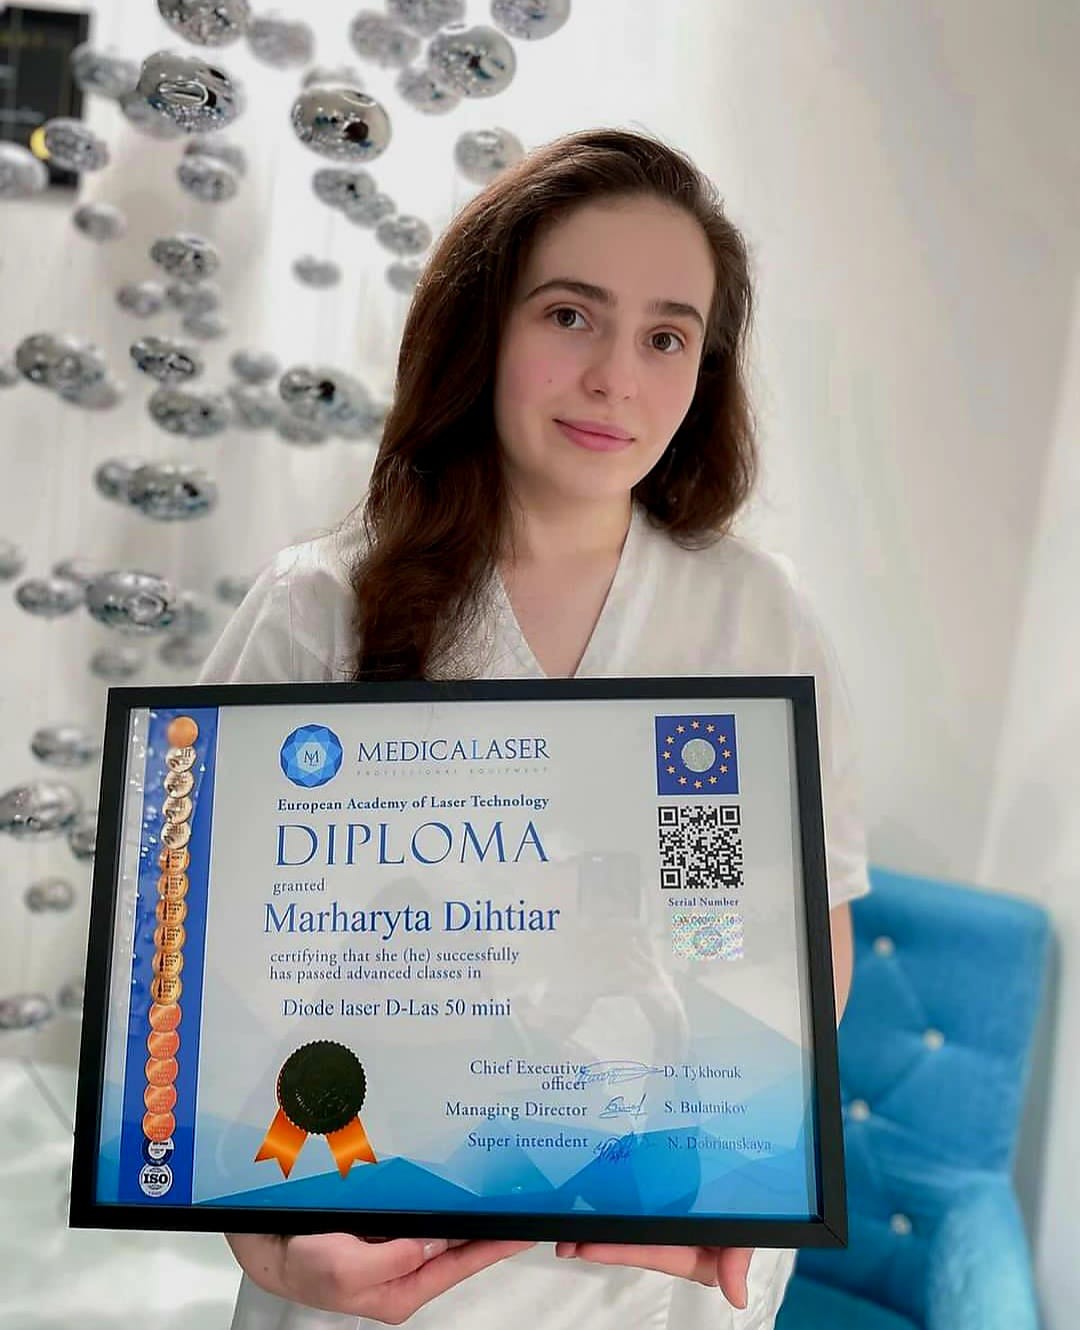 MEDICALASER
PROFESSIONAL EQUIPMENT
European Academy of Laser Technology
DIPLOMA
granted
Marharyta Dihtiar
certifying that she (he) successfully
has passed advanced classes in
Diode laser D-Las 50 mini
Serial Number
Chief Executive
officer
D. Tykhoruk
Managing Director
S. Bulatnikov
Super intendent
N. Dobrianskaya
ISO